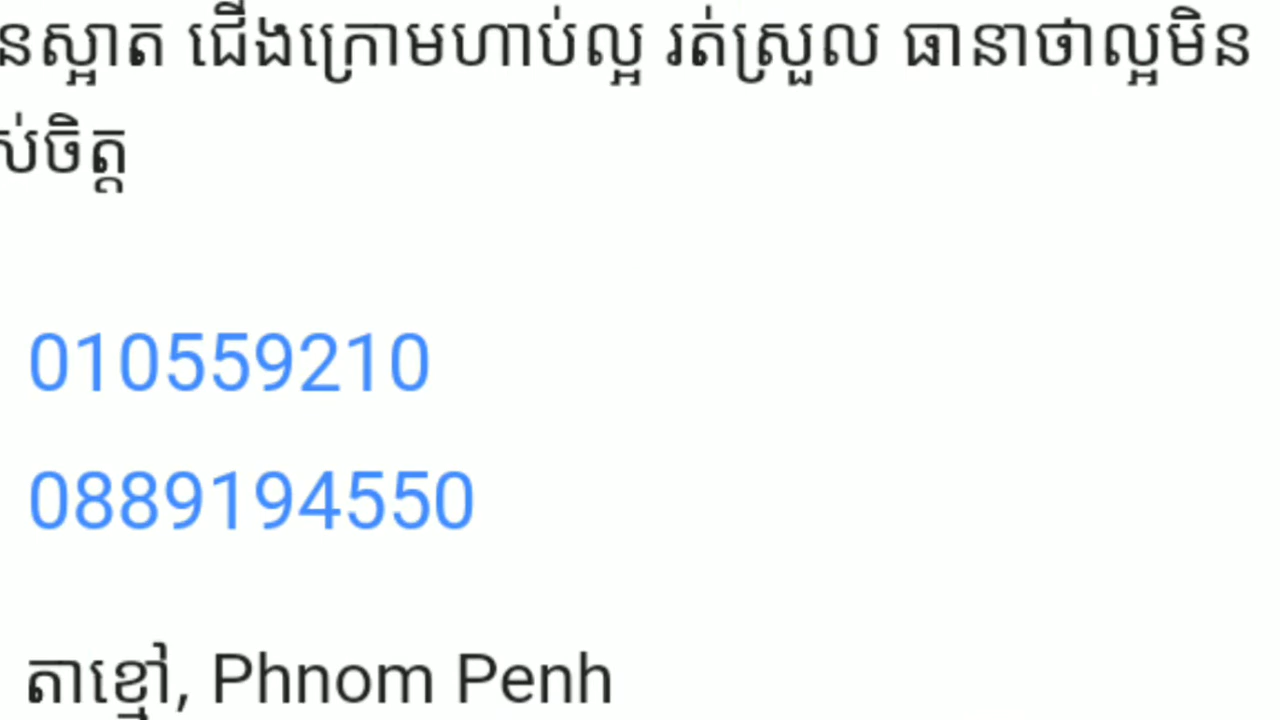 នស្អាត ជើងក្រោមហាប់ល្អ រត់ស្រួល ធានាថាល្អមិន
ស់ចិត្ត
010559210
0889194550
តាខ្មៅ, Phnom Penh